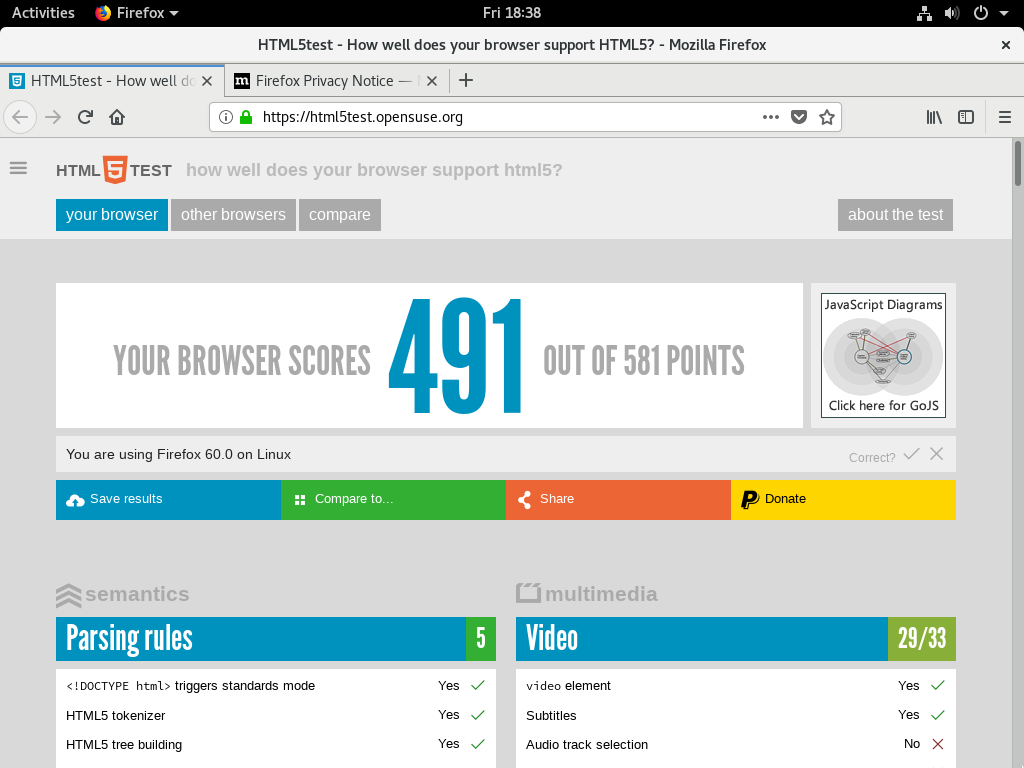 Activities Firefox Fri 18:38
HTML5test - How well does your browser support HTML5? - Mozilla Firefox
HTML5test - How well do Firefox Privacy Notice —
https://html5test.opensuse.org
HTML 5 TEST how well does your browser support html5?
your browser other browsers compare about the test
JavaScript Diagrams
YOUR BROWSER SCORES 491 OUT OF 581 POINTS
Click here for GoJS
You are using Firefox 60.0 on Linux Correct?
Save results Compare to... Share Donate
semantics multimedia
Parsing rules 5 Video 29/33
<!DOCTYPE html> triggers standards mode Yes video element Yes
HTML5 tokenizer Yes Subtitles Yes
HTML5 tree building Yes Audio track selection No